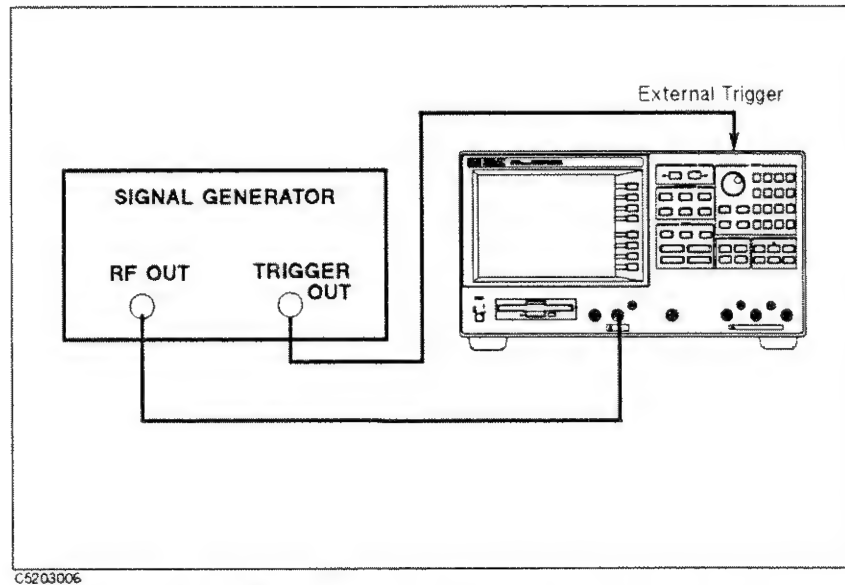 External Trigger
SIGNAL GENERATOR
RF OUT
TRIGGER
OUT
C5203006